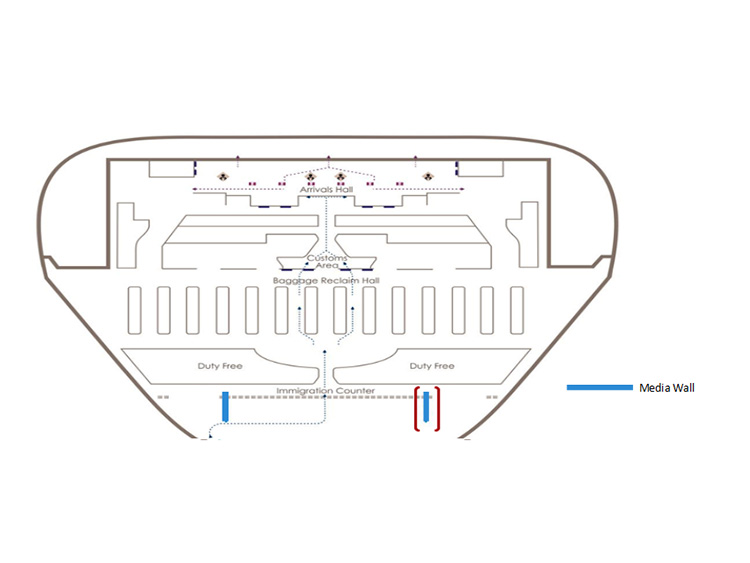 Arrivals Hall
Customs
Area
Baggage Reclaim Hall
Duty Free
Duty Free
Immigration Counter
Media Wall